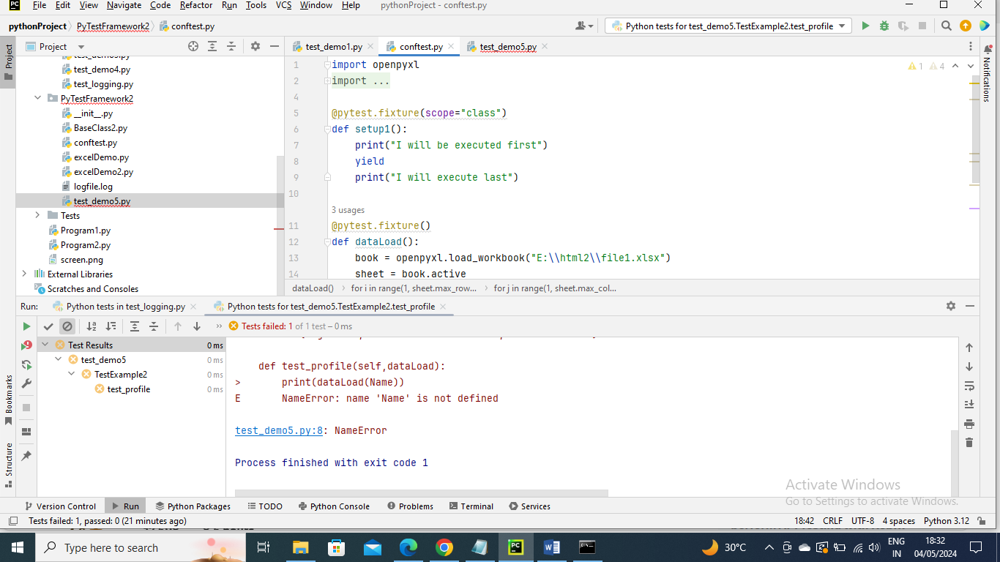 PC File Edit View Navigate Code Refactor Run Tools VCS Window Help pythonProject - conftest.py
pythonProject PyTestFramework2 conftest.py Python tests for test_demo5.TestExample2.test_profile
Project
Project
test_demo4.py
test_logging.py
PyTestFramework2
__init__.py
BaseClass2.py
conftest.py
excelDemo.py
excelDemo2.py
logfile.log
test_demo5.py
Tests
Program1.py
Program2.py
screen.png
External Libraries
Scratches and Consoles
test_demo1.py conftest.py test_demo5.py
1 import openpyxl
2 import ...
4
5 @pytest.fixture(scope="class")
6 def setup1():
7 print("I will be executed first")
8 yield
9 print("I will execute last")
10
3 usages
11 @pytest.fixture()
12 def dataLoad():
13 book = openpyxl.load_workbook("E:\\html2\\file1.xlsx")
14 sheet = book.active
1 4
Notifications
dataLoad() for i in range(1, sheet.max_row... for j in range(1, sheet.max_col...
Run: Python tests in test_logging.py Python tests for test_demo5.TestExample2.test_profile
Tests failed: 1 of 1 test – 0 ms
Test Results 0 ms
test_demo5 0 ms
TestExample2 0 ms
test_profile 0 ms
def test_profile(self,dataLoad):
> print(dataLoad(Name))
E NameError: name 'Name' is not defined
test_demo5.py:8: NameError
Process finished with exit code 1
Bookmarks
Structure
Activate Windows
Go to Settings to activate Windows.
Version Control Run Python Packages TODO Python Console Problems Terminal Services
Tests failed: 1, passed: 0 (21 minutes ago) 18:42 CRLF UTF-8 4 spaces Python 3.12
Type here to search
30°C ENG 18:32
IN 04/05/2024